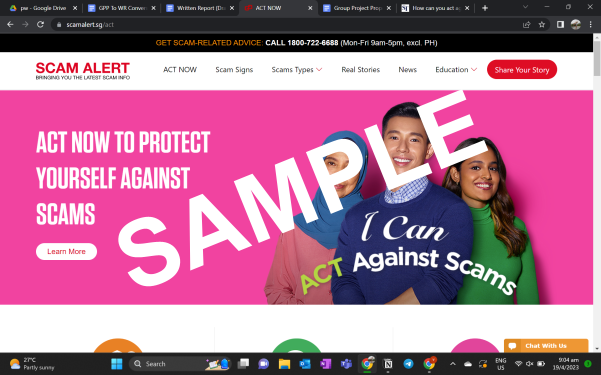 pw - Google Drive
GPP To WR Conver
Written Report (Dra
ACT NOW
Group Project Propo
How can you act ag
scamalert.sg/act
GET SCAM-RELATED ADVICE: CALL 1800-722-6688 (Mon-Fri 9am-5pm, excl. PH)
SCAM ALERT
BRINGING YOU THE LATEST SCAM INFO
ACT NOW
Scam Signs
Scams Types
Real Stories
News
Education
Share Your Story
ACT NOW TO PROTECT
YOURSELF AGAINST
SCAMS
Learn More
SAMPLE
I Can
ACT Against Scams
Chat With Us
27°C
Partly sunny
Search
ENG
US
9:04 am
19/4/2023